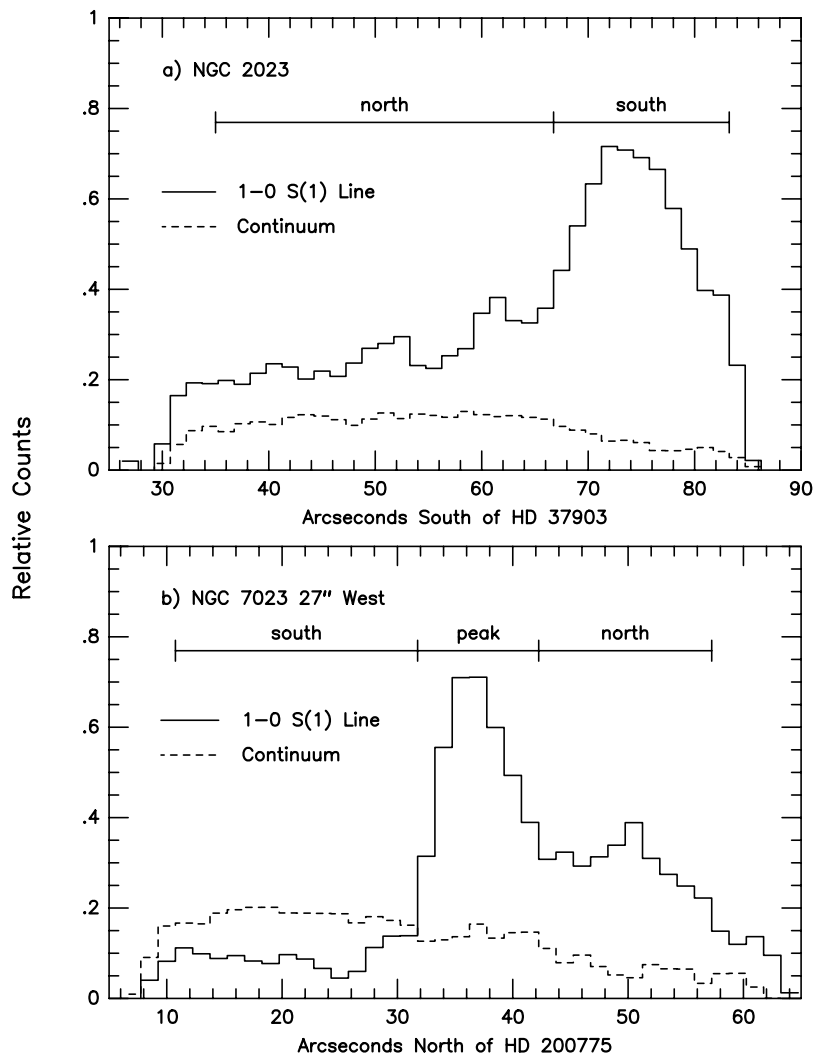 Relative Counts
1
.8
.6
.4
.2
0
a) NGC 2023
north south
1–0 S(1) Line
Continuum
30 40 50 60 70 80 90
Arcseconds South of HD 37903
1
.8
.6
.4
.2
0
b) NGC 7023 27″ West
south peak north
1–0 S(1) Line
Continuum
10 20 30 40 50 60
Arcseconds North of HD 200775